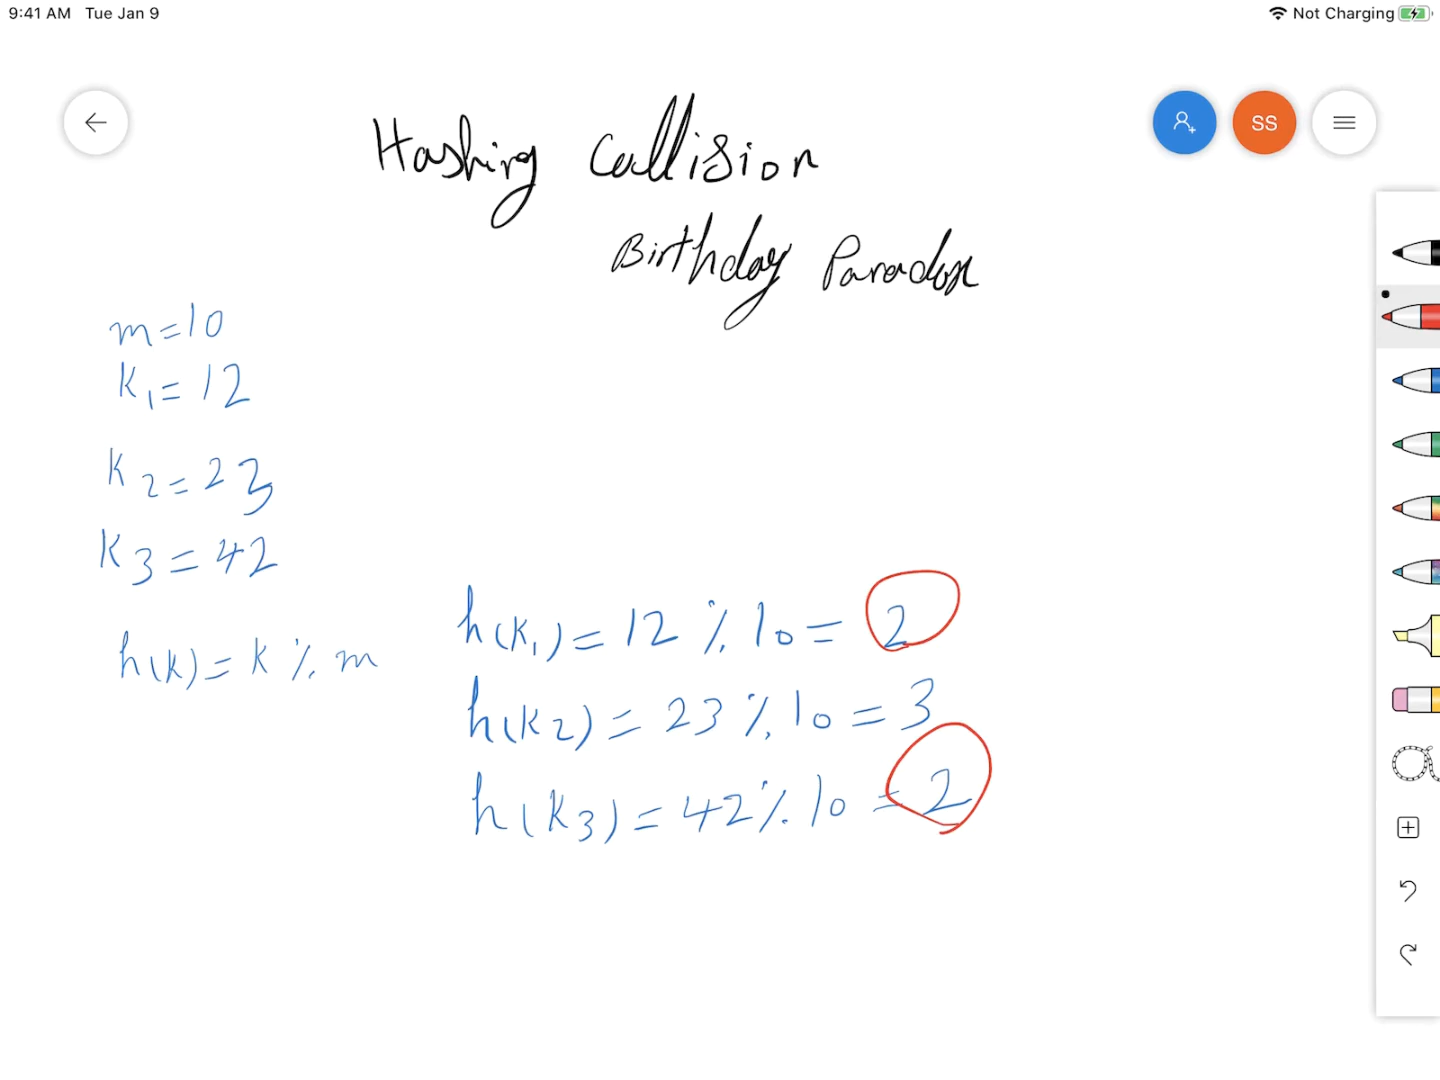 9:41 AM Tue Jan 9
Not Charging
SS
Hashing Collision
Birthday Paradox
m=10
K1=12
K2=23
K3=42
h(K)=K % m
h(K1)=12 % 10=2
h(K2)=23 % 10=3
h(K3)=42 % 10=2